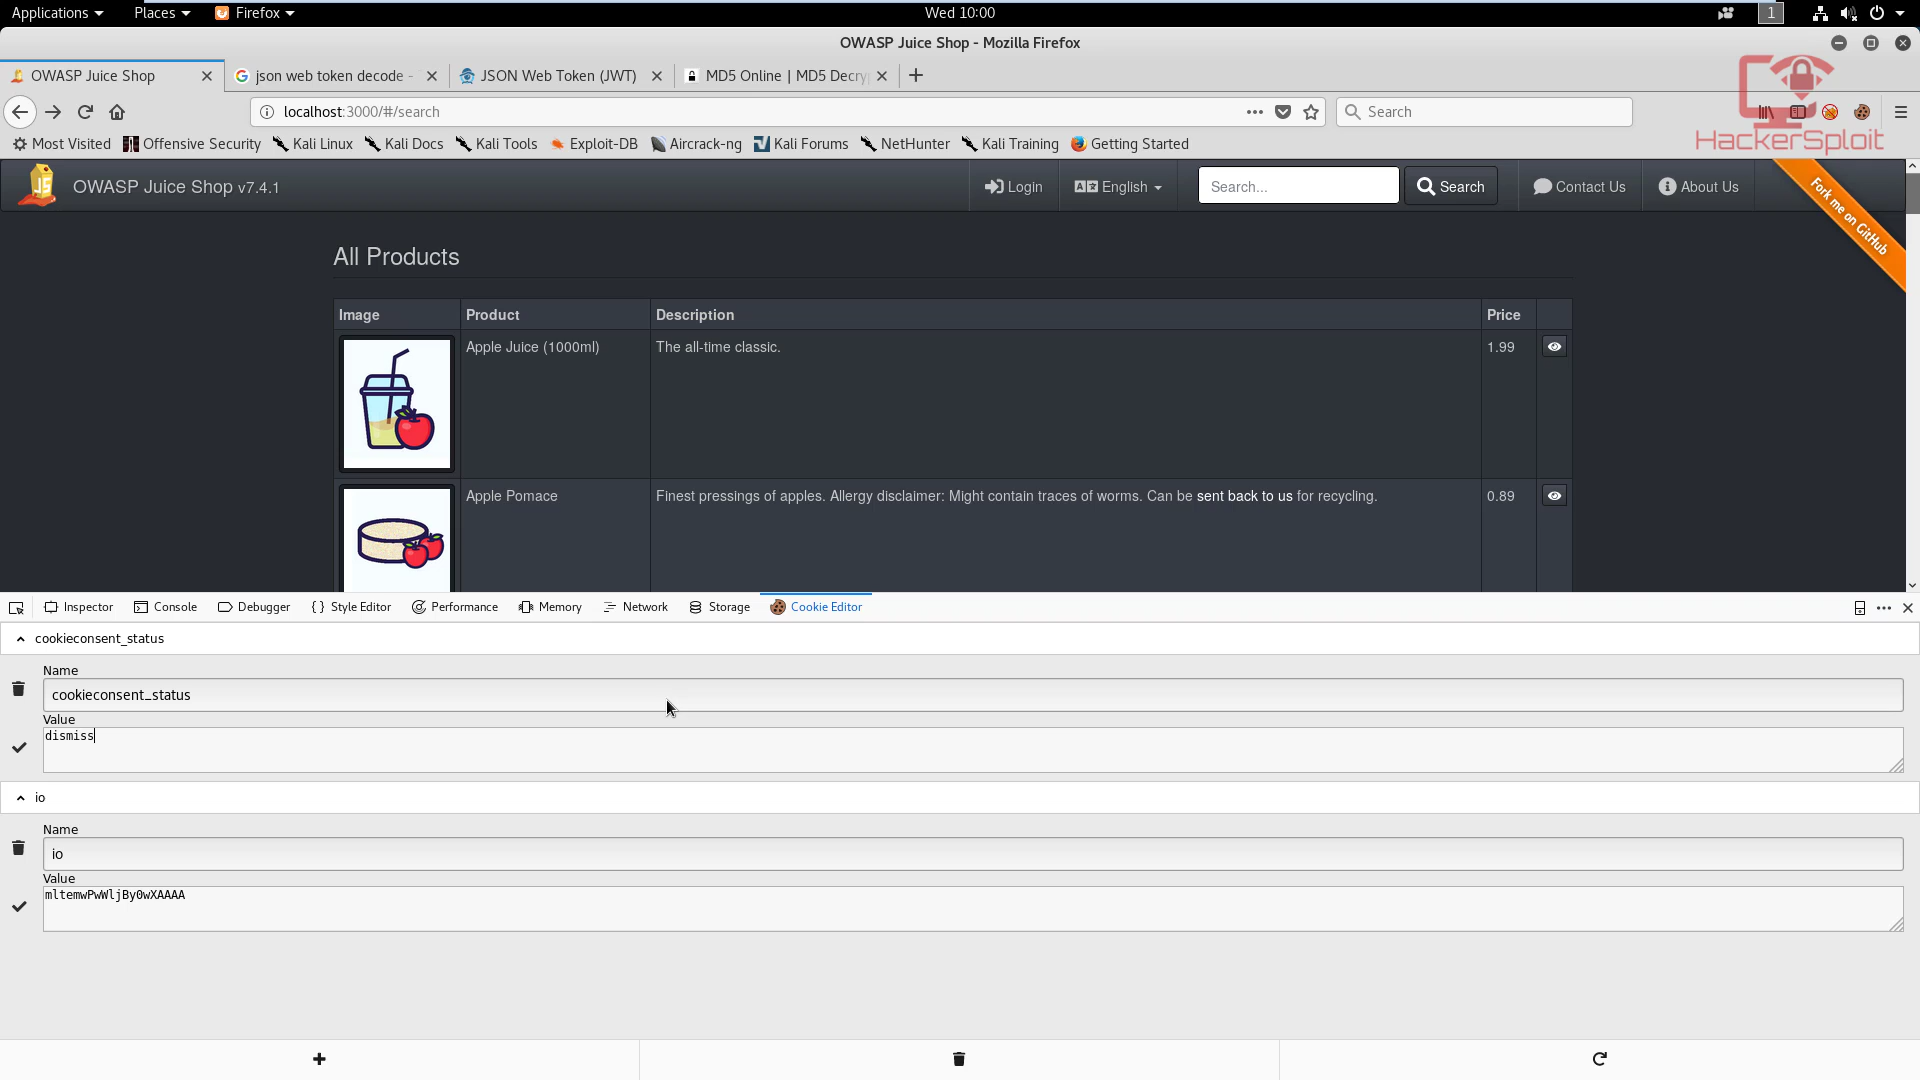 Applications Places Firefox Wed 10:00 1
OWASP Juice Shop - Mozilla Firefox
OWASP Juice Shop json web token decode - JSON Web Token (JWT) MD5 Online | MD5 Decry
localhost:3000/#/search Search
HackerSploit
Most Visited Offensive Security Kali Linux Kali Docs Kali Tools Exploit-DB Aircrack-ng Kali Forums NetHunter Kali Training Getting Started
JS OWASP Juice Shop v7.4.1 Login English Search... Search Contact Us About Us
Fork me on GitHub
All Products
Image Product Description Price
Apple Juice (1000ml) The all-time classic. 1.99
Apple Pomace Finest pressings of apples. Allergy disclaimer: Might contain traces of worms. Can be sent back to us for recycling. 0.89
Inspector Console Debugger Style Editor Performance Memory Network Storage Cookie Editor
cookieconsent_status
Name
cookieconsent_status
Value
dismiss
io
Name
io
Value
mltemwPwWljBy0wXAAAA